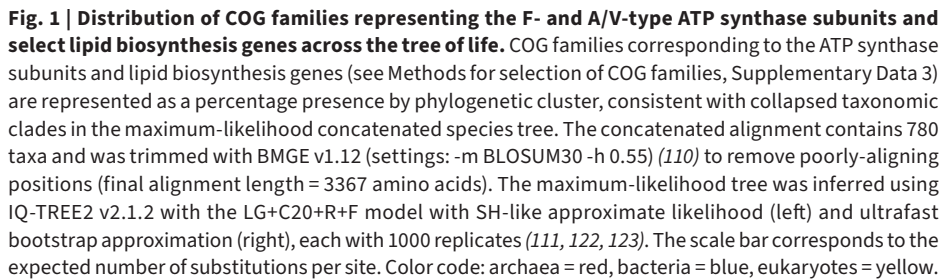 Fig. 1 | Distribution of COG families representing the F- and A/V-type ATP synthase subunits and
select lipid biosynthesis genes across the tree of life. COG families corresponding to the ATP synthase
subunits and lipid biosynthesis genes (see Methods for selection of COG families, Supplementary Data 3)
are represented as a percentage presence by phylogenetic cluster, consistent with collapsed taxonomic
clades in the maximum-likelihood concatenated species tree. The concatenated alignment contains 780
taxa and was trimmed with BMGE v1.12 (settings: -m BLOSUM30 -h 0.55) (110) to remove poorly-aligning
positions (final alignment length = 3367 amino acids). The maximum-likelihood tree was inferred using
IQ-TREE2 v2.1.2 with the LG+C20+R+F model with SH-like approximate likelihood (left) and ultrafast
bootstrap approximation (right), each with 1000 replicates (111, 122, 123). The scale bar corresponds to the
expected number of substitutions per site. Color code: archaea = red, bacteria = blue, eukaryotes = yellow.